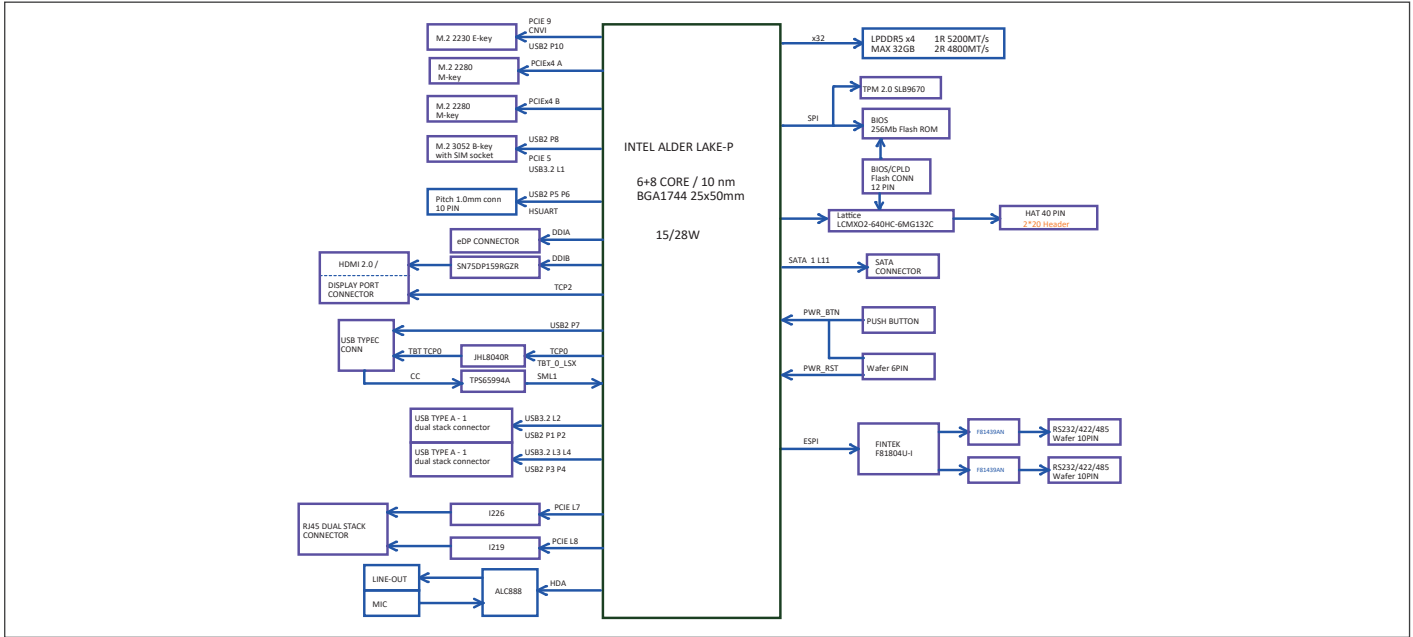 PCIE 9
CNVI
M.2 2230 E-key
USB2 P10
PCIEx4 A
M.2 2280
M-key
PCIEx4 B
M.2 2280
M-key
USB2 P8
M.2 3052 B-key
with SIM socket
PCIE 5
USB3.2 L1
USB2 P5 P6
Pitch 1.0mm conn
10 PIN
HSUART
DDIA
eDP CONNECTOR
DDIB
HDMI 2.0 /
SN75DP159RGZR
DISPLAY PORT
CONNECTOR
TCP2
USB2 P7
USB TYPEC
CONN
TBT TCP0
JHL8040R
TCP0
TBT_0_LSX
CC
TPS65994A
SML1
USB TYPE A - 1
dual stack connector
USB3.2 L2
USB2 P1 P2
USB TYPE A - 1
dual stack connector
USB3.2 L3 L4
USB2 P3 P4
PCIE L7
I226
RJ45 DUAL STACK
CONNECTOR
PCIE L8
I219
LINE-OUT
MIC
ALC888
HDA
INTEL ALDER LAKE-P
6+8 CORE / 10 nm
BGA1744 25x50mm
15/28W
x32
LPDDR5 x4 1R 5200MT/s
MAX 32GB 2R 4800MT/s
TPM 2.0 SLB9670
SPI
BIOS
256Mb Flash ROM
BIOS/CPLD
Flash CONN
12 PIN
Lattice
LCMXO2-640HC-6MG132C
HAT 40 PIN
2*20 Header
SATA 1 L11
SATA
CONNECTOR
PWR_BTN
PUSH BUTTON
PWR_RST
Wafer 6PIN
ESPI
FINTEK
F81804U-I
F81439AN
RS232/422/485
Wafer 10PIN
F81439AN
RS232/422/485
Wafer 10PIN